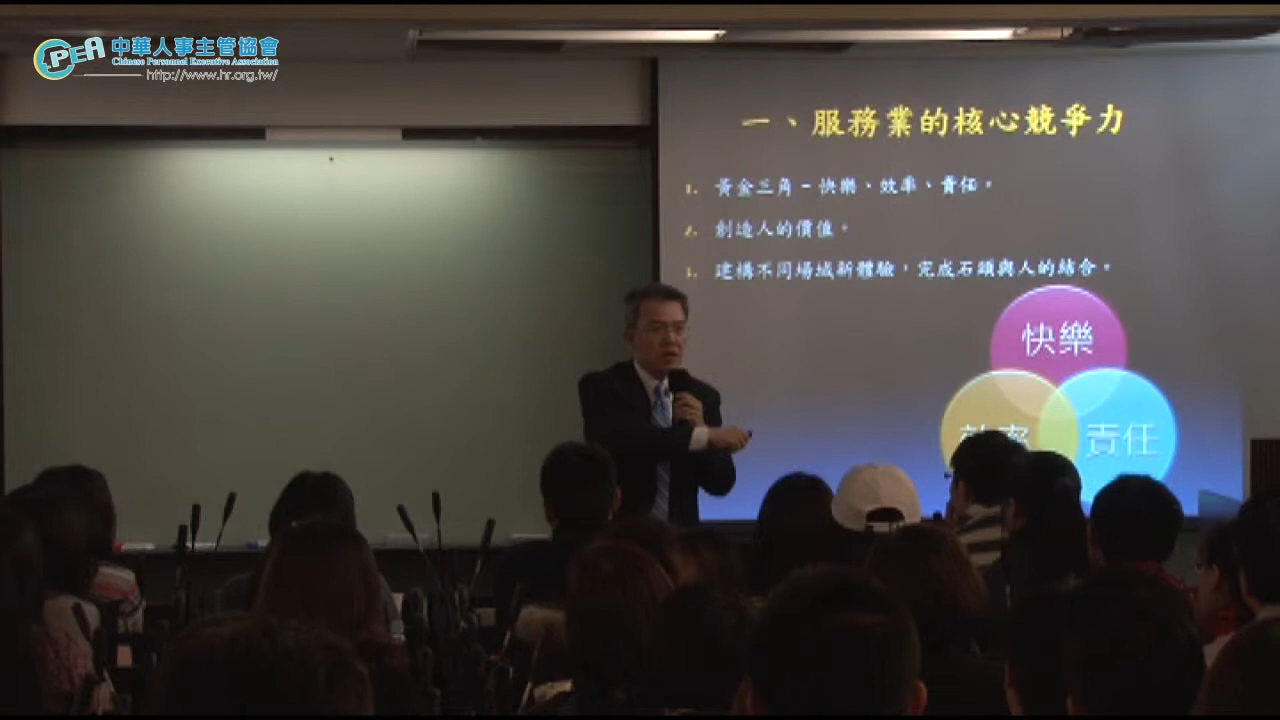 CPEA 中華人事主管協會
Chinese Personnel Executive Association
http://www.hr.org.tw/
一、服務業的核心競爭力
1. 黃金三角－快樂、效率、責任。
2. 創造人的價值。
3. 建構不同場域新體驗，完成石頭與人的結合。
快樂
效率
責任